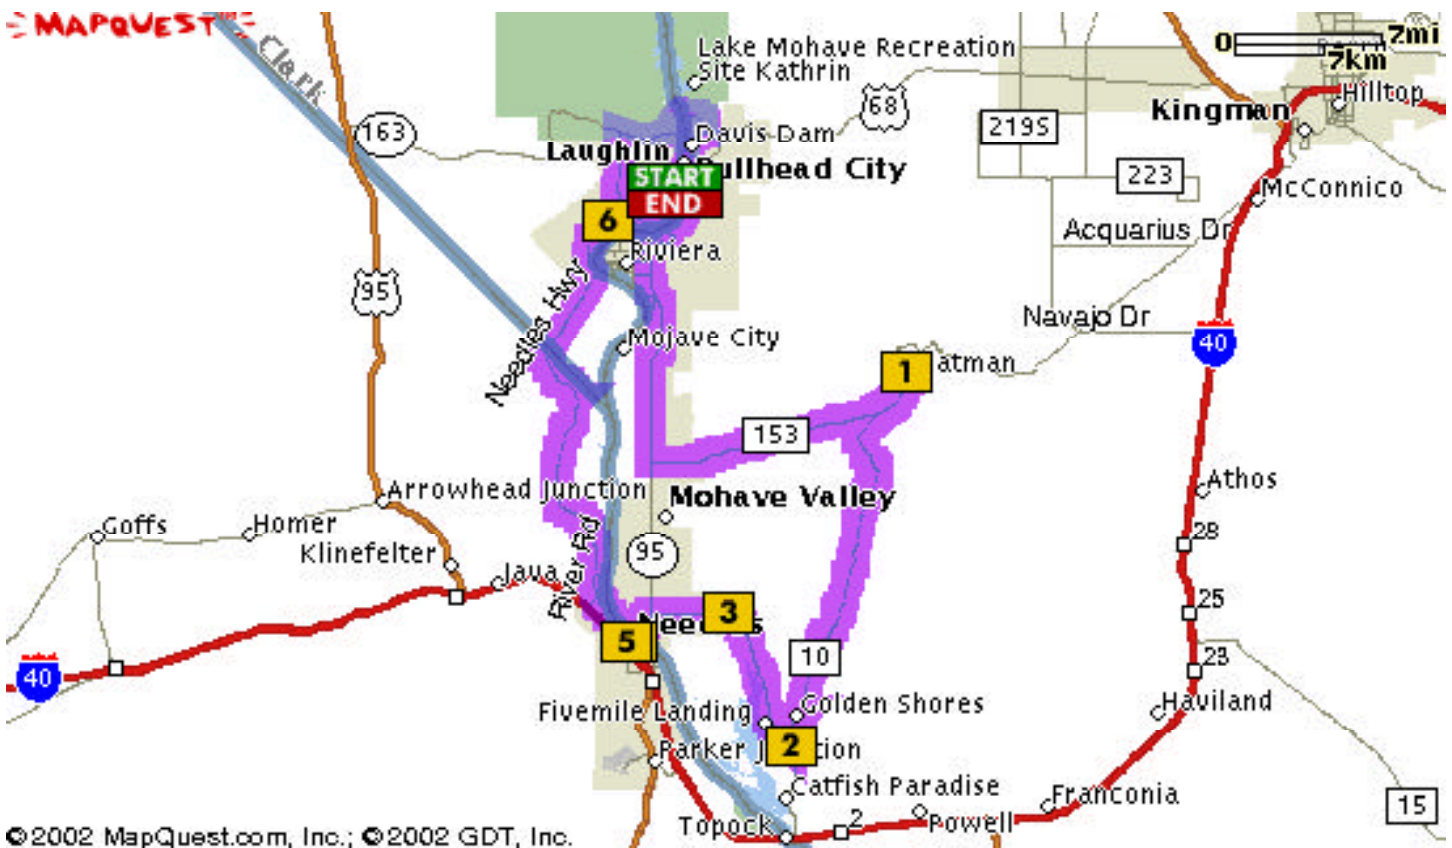 MAPQUEST
Clark
163
Lake Mohave Recreation
Site Kathrin
68
0
7mi
7km
Hilltop
Kingman
219S
223
McConnico
Davis Dam
Laughlin
Bullhead City
START
END
6
Riviera
Acquarius Dr
95
Needles Hwy
Mojave City
Navajo Dr
40
1
atman
153
Arrowhead Junction
Mohave Valley
Athos
Goffs
Homer
Klinefelter
Java
River Rd
95
28
25
23
3
Needles
5
10
40
Fivemile Landing
Golden Shores
2
Haviland
Parker J tion
Catfish Paradise
Franconia
15
Topock
2
Powell
©2002 MapQuest.com, Inc.; ©2002 GDT, Inc.